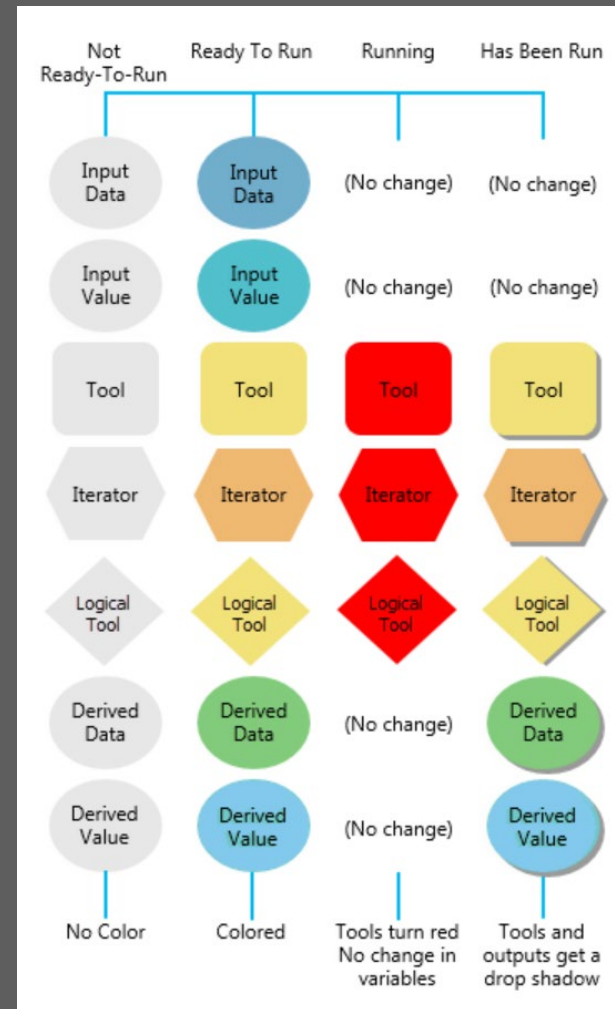 Not
Ready-To-Run
Ready To Run
Running
Has Been Run
Input
Data
Input
Data
(No change)
(No change)
Input
Value
Input
Value
(No change)
(No change)
Tool
Tool
Tool
Tool
Iterator
Iterator
Iterator
Iterator
Logical
Tool
Logical
Tool
Logical
Tool
Logical
Tool
Derived
Data
Derived
Data
(No change)
Derived
Data
Derived
Value
Derived
Value
(No change)
Derived
Value
No Color
Colored
Tools turn red
No change in
variables
Tools and
outputs get a
drop shadow